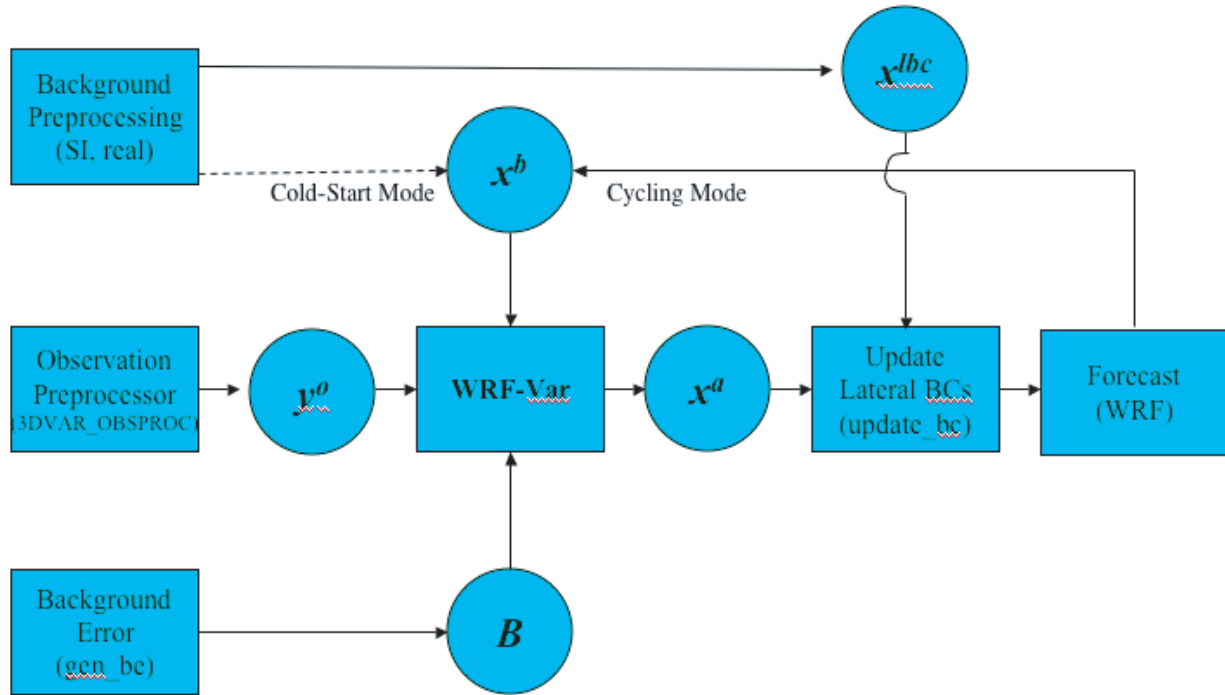 Background
Preprocessing
(SI, real)
x^lbc
x^b
Cold-Start Mode
Cycling Mode
Observation
Preprocessor
(3DVAR_OBSPROC)
y^o
WRF-Var
x^a
Update
Lateral BCs
(update_bc)
Forecast
(WRF)
Background
Error
(gen_be)
B